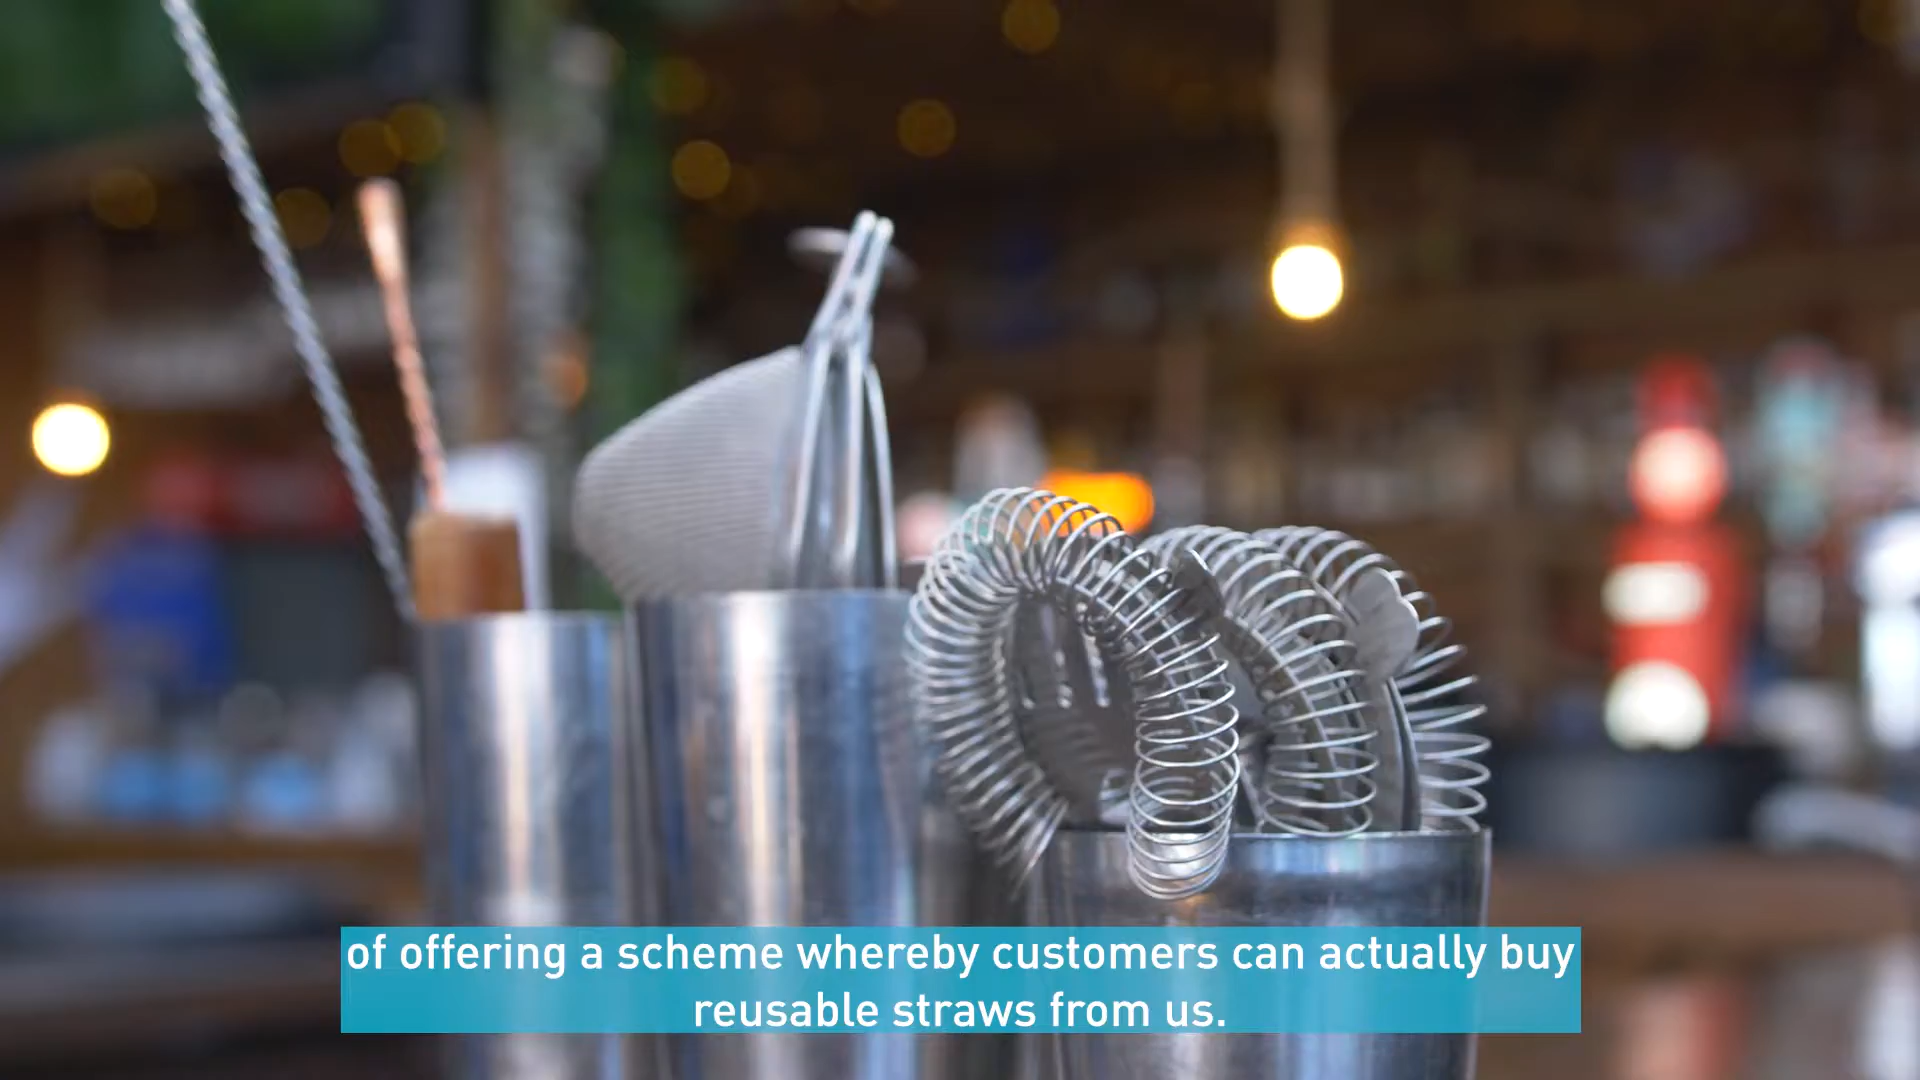 of offering a scheme whereby customers can actually buy
reusable straws from us.